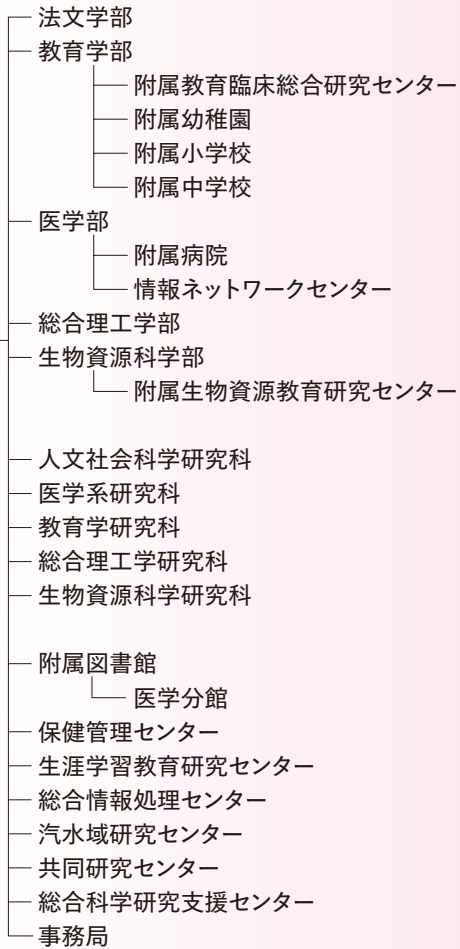 法文学部
教育学部
附属教育臨床総合研究センター
附属幼稚園
附属小学校
附属中学校
医学部
附属病院
情報ネットワークセンター
総合理工学部
生物資源科学部
附属生物資源教育研究センター
人文社会科学研究科
医学系研究科
教育学研究科
総合理工学研究科
生物資源科学研究科
附属図書館
医学分館
保健管理センター
生涯学習教育研究センター
総合情報処理センター
汽水域研究センター
共同研究センター
総合科学研究支援センター
事務局